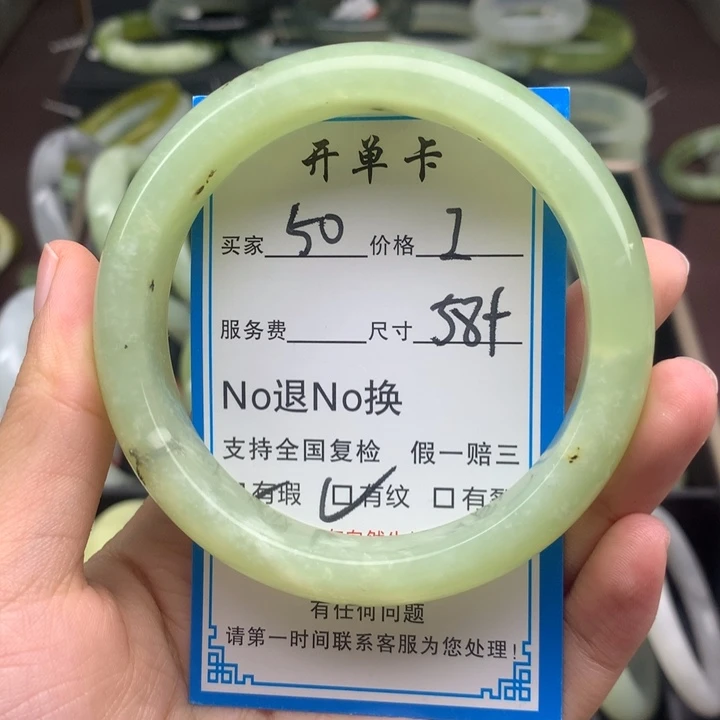 开单卡
买家 50 价格 1
服务费 尺寸 58+
No退No换
支持全国复检 假一赔三
有瑕 ☑有纹 □有裂
有任何问题
请第一时间联系客服为您处理!